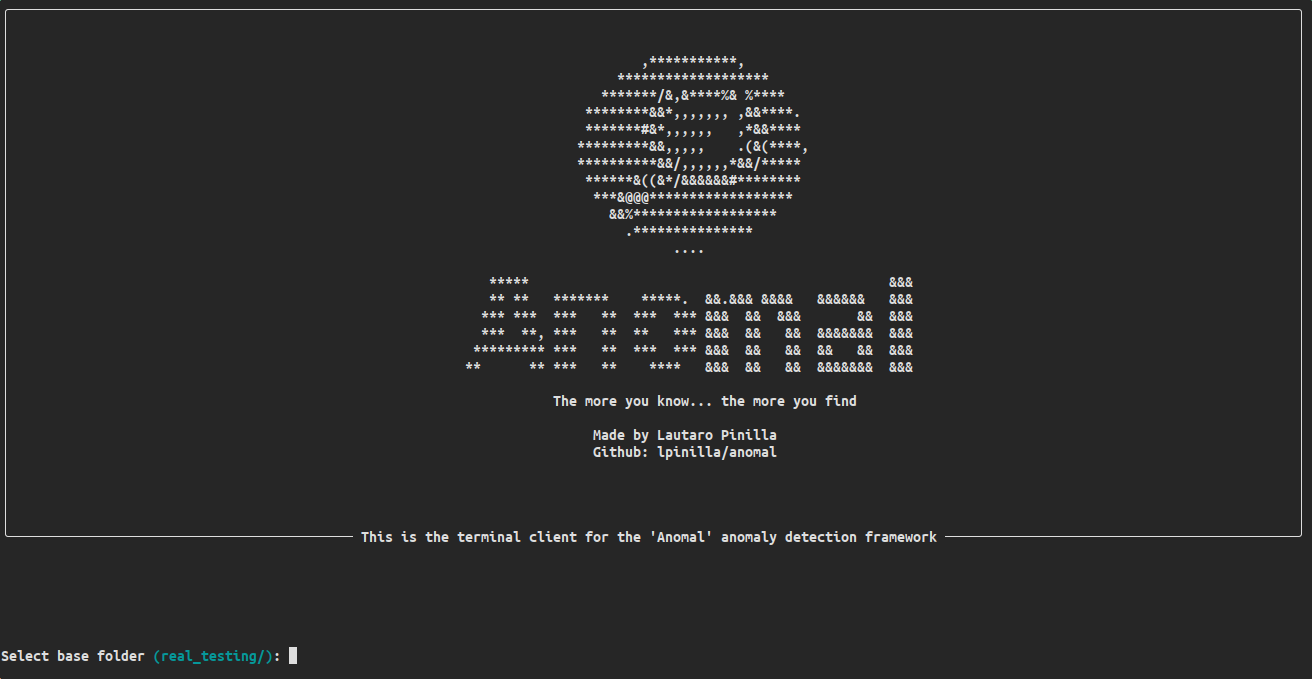 Anomal
The more you know... the more you find
Made by Lautaro Pinilla
Github: lpinilla/anomal
This is the terminal client for the 'Anomal' anomaly detection framework
Select base folder (real_testing/):